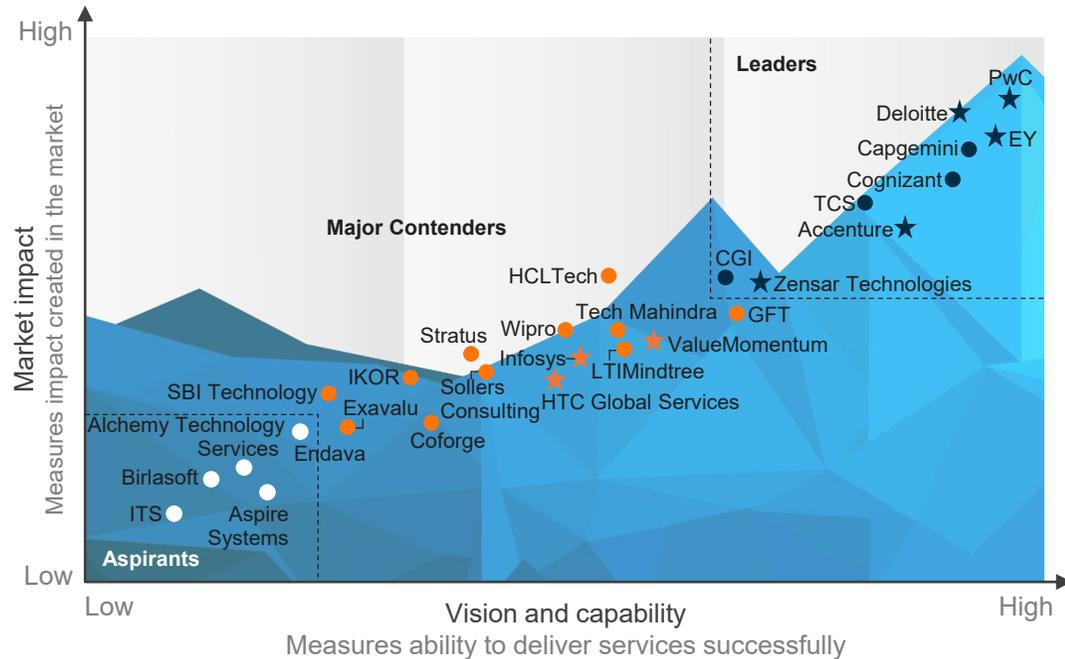 High
Leaders
PwC
Deloitte
EY
Capgemini
Cognizant
TCS
Accenture
Major Contenders
CGI
HCLTech
Zensar Technologies
Tech Mahindra
GFT
Stratus
Wipro
ValueMomentum
Infosys
LTIMindtree
IKOR
Sollers
Consulting
SBI Technology
HTC Global Services
Exavalu
Alchemy Technology
Services
Coforge
Endava
Birlasoft
ITS
Aspire
Systems
Aspirants
Market impact
Measures impact created in the market
Low
Low
Vision and capability
High
Measures ability to deliver services successfully